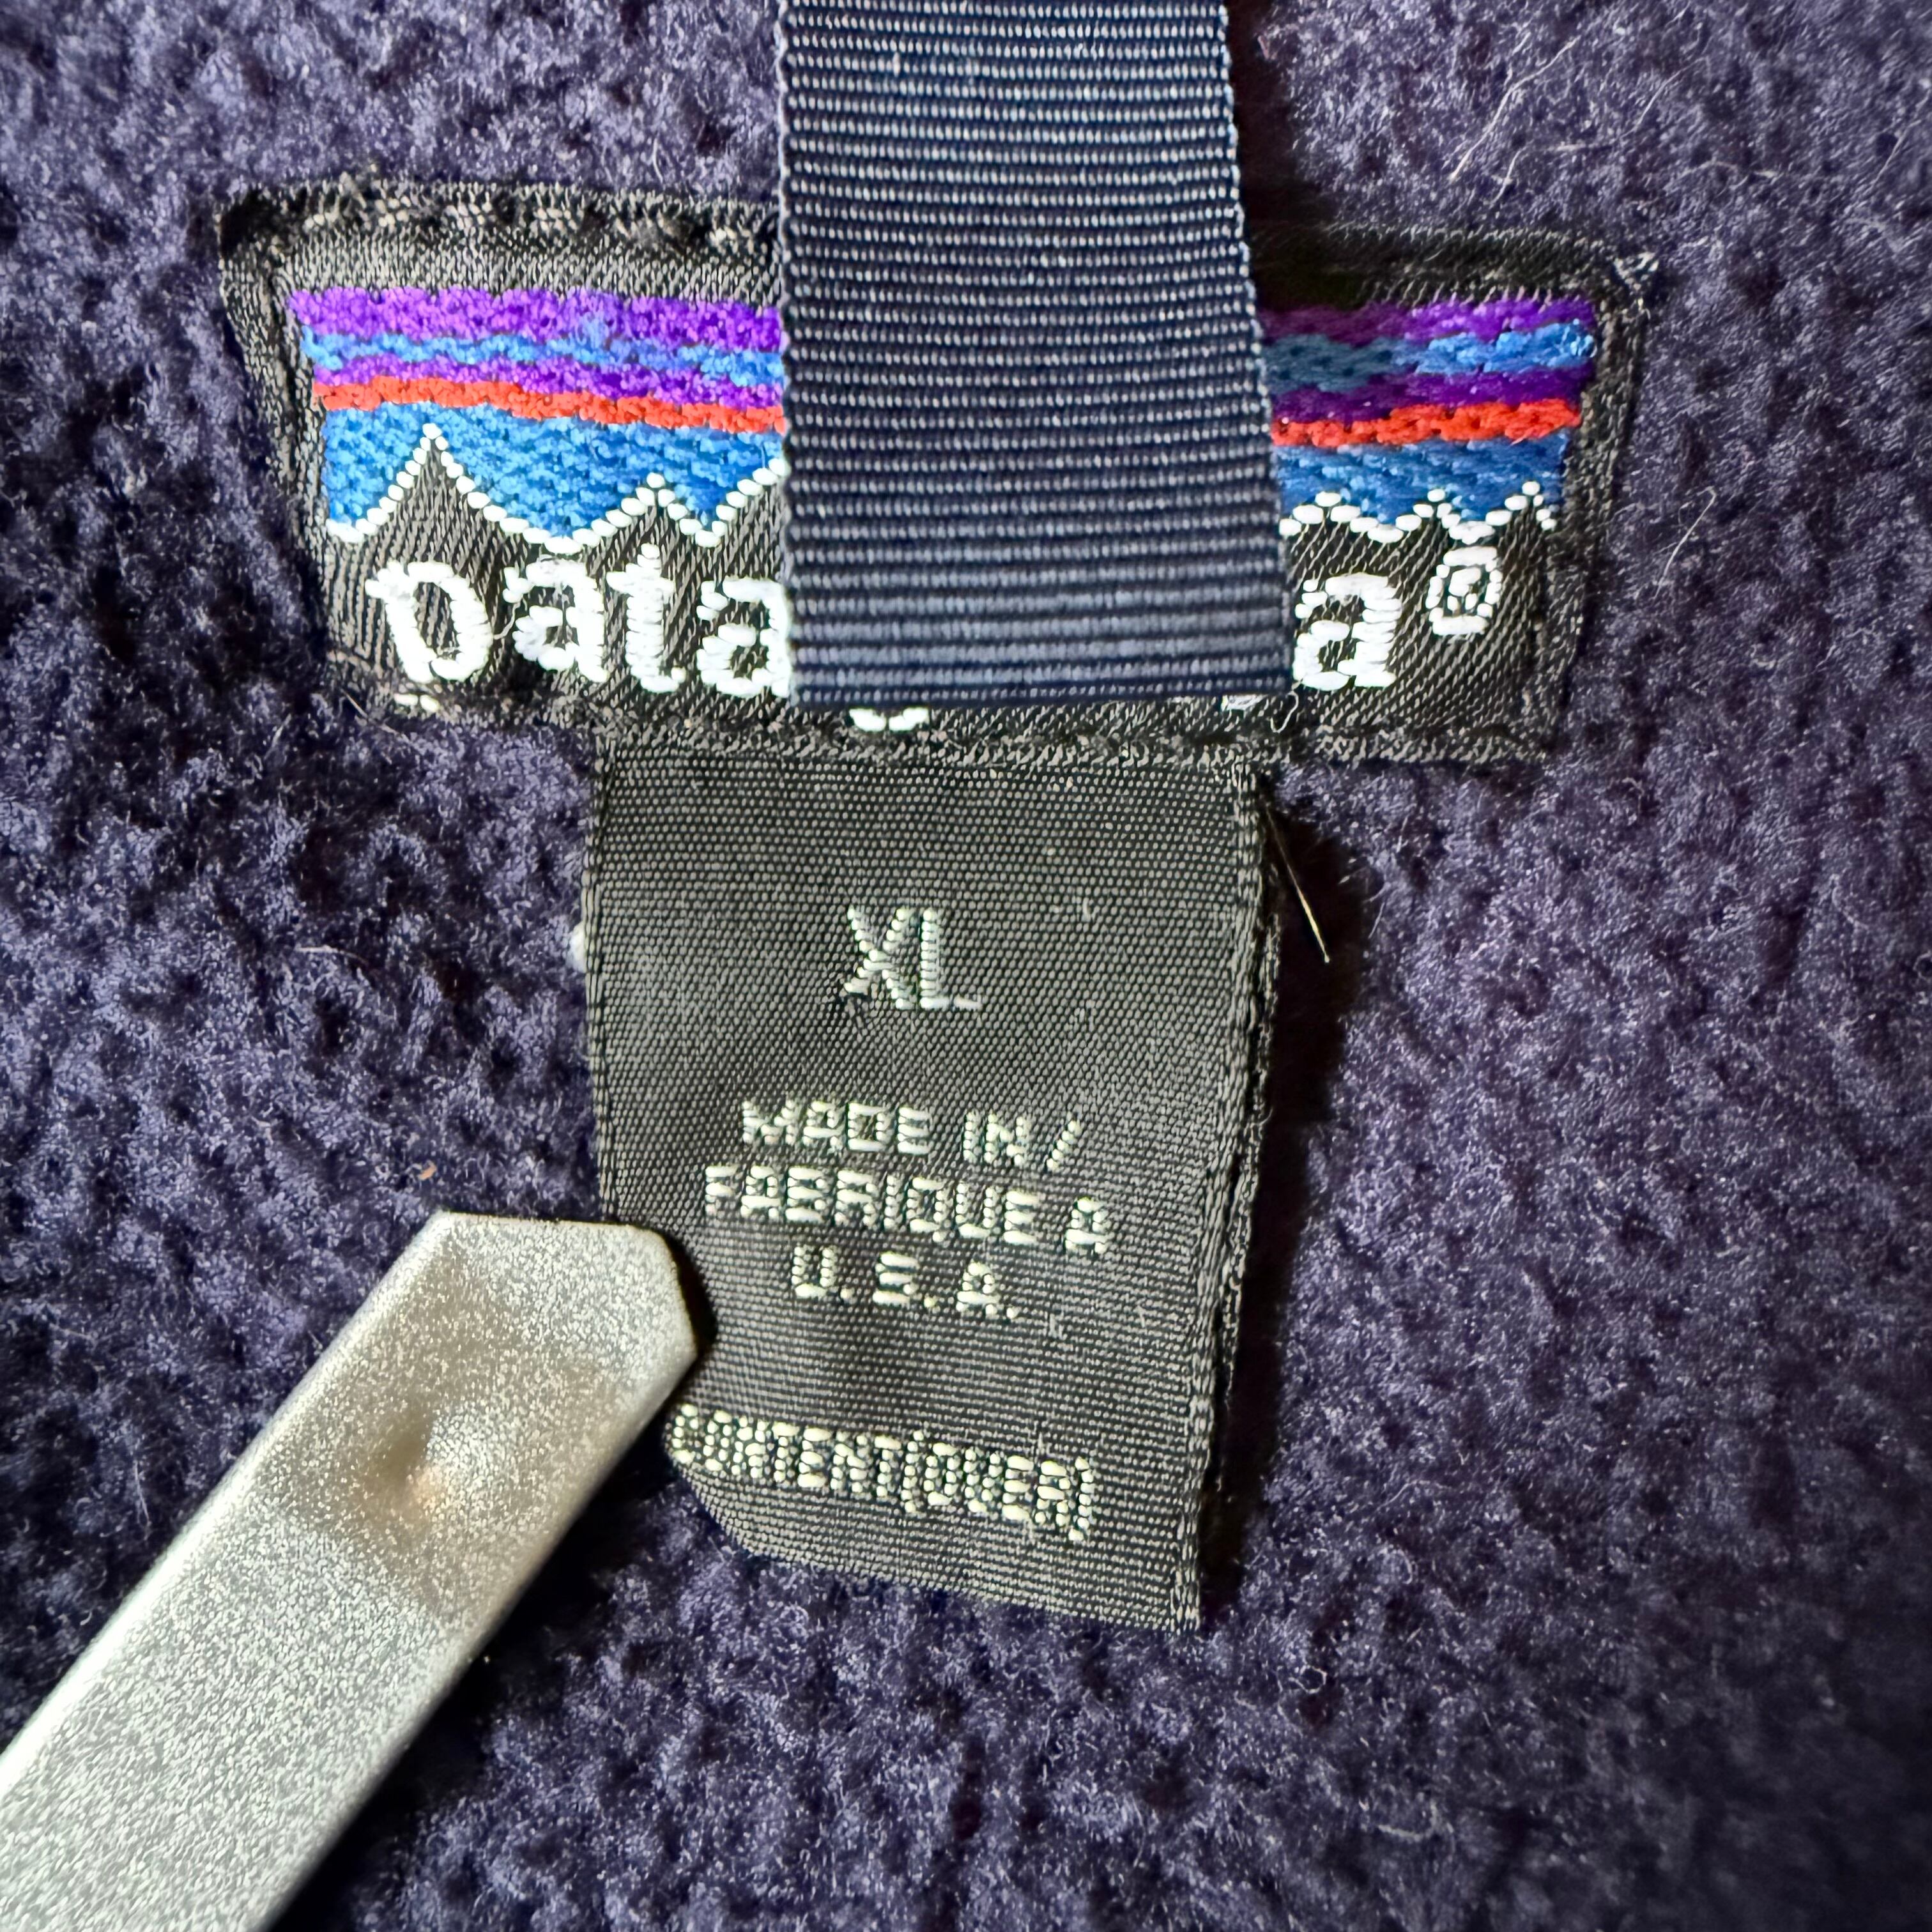 pata a®
XL
MADE IN/
FABRIQUE A
U.S.A.
CONTENT(OVER)